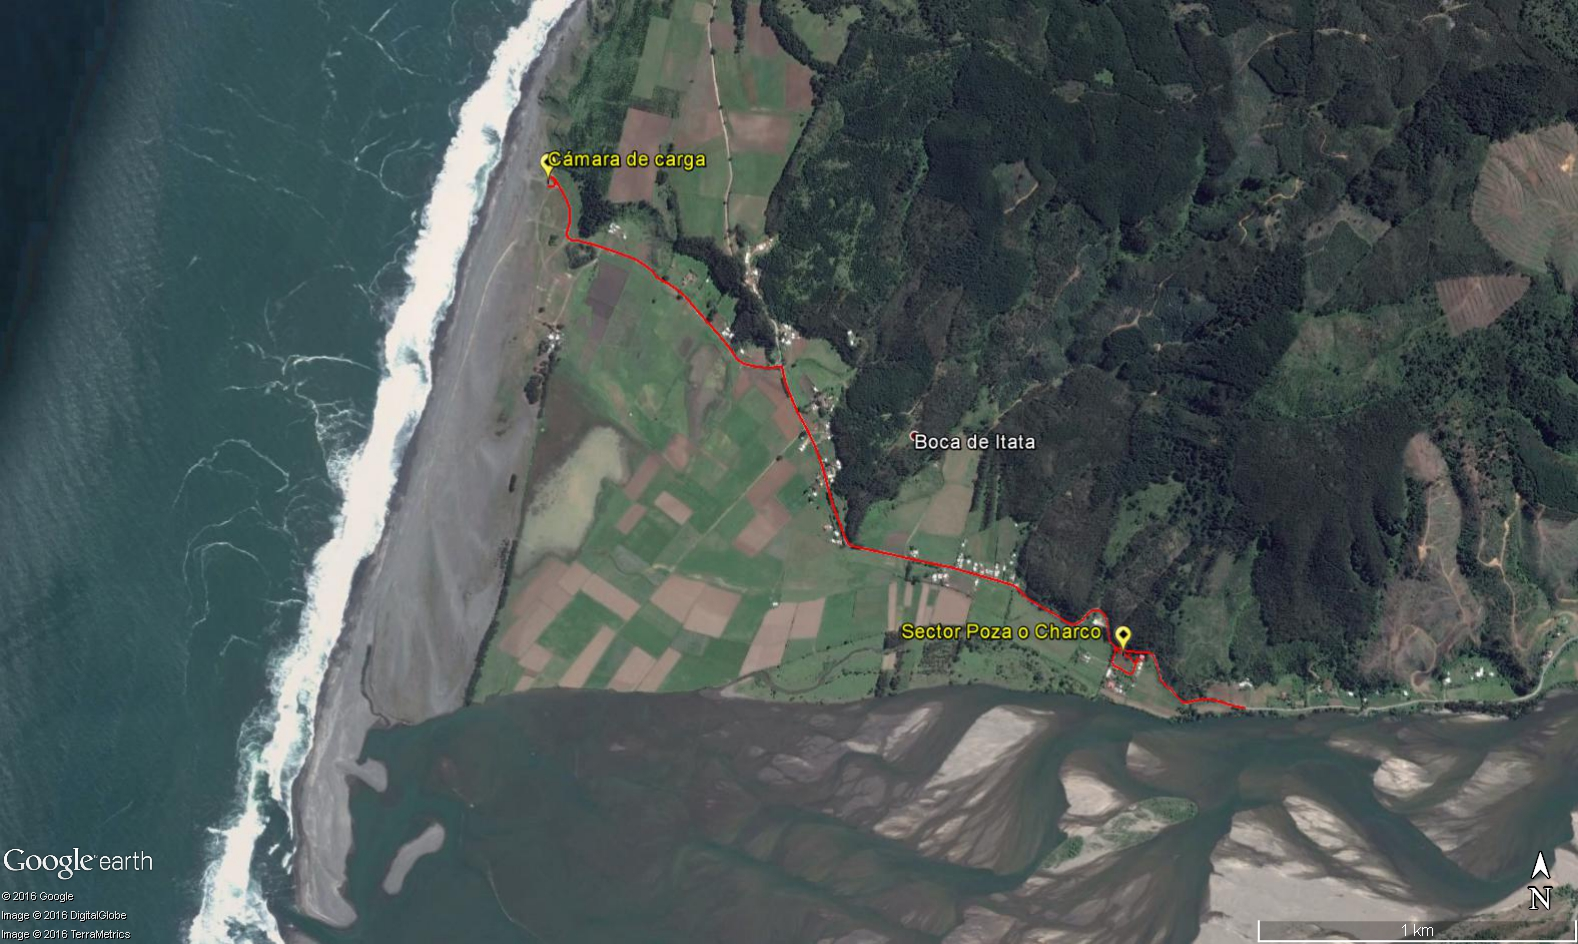 Cámara de carga
Boca de Itata
Sector Poza o Charco
Google earth
© 2016 Google
Image © 2016 DigitalGlobe
Image © 2016 TerraMetrics
N
1 km